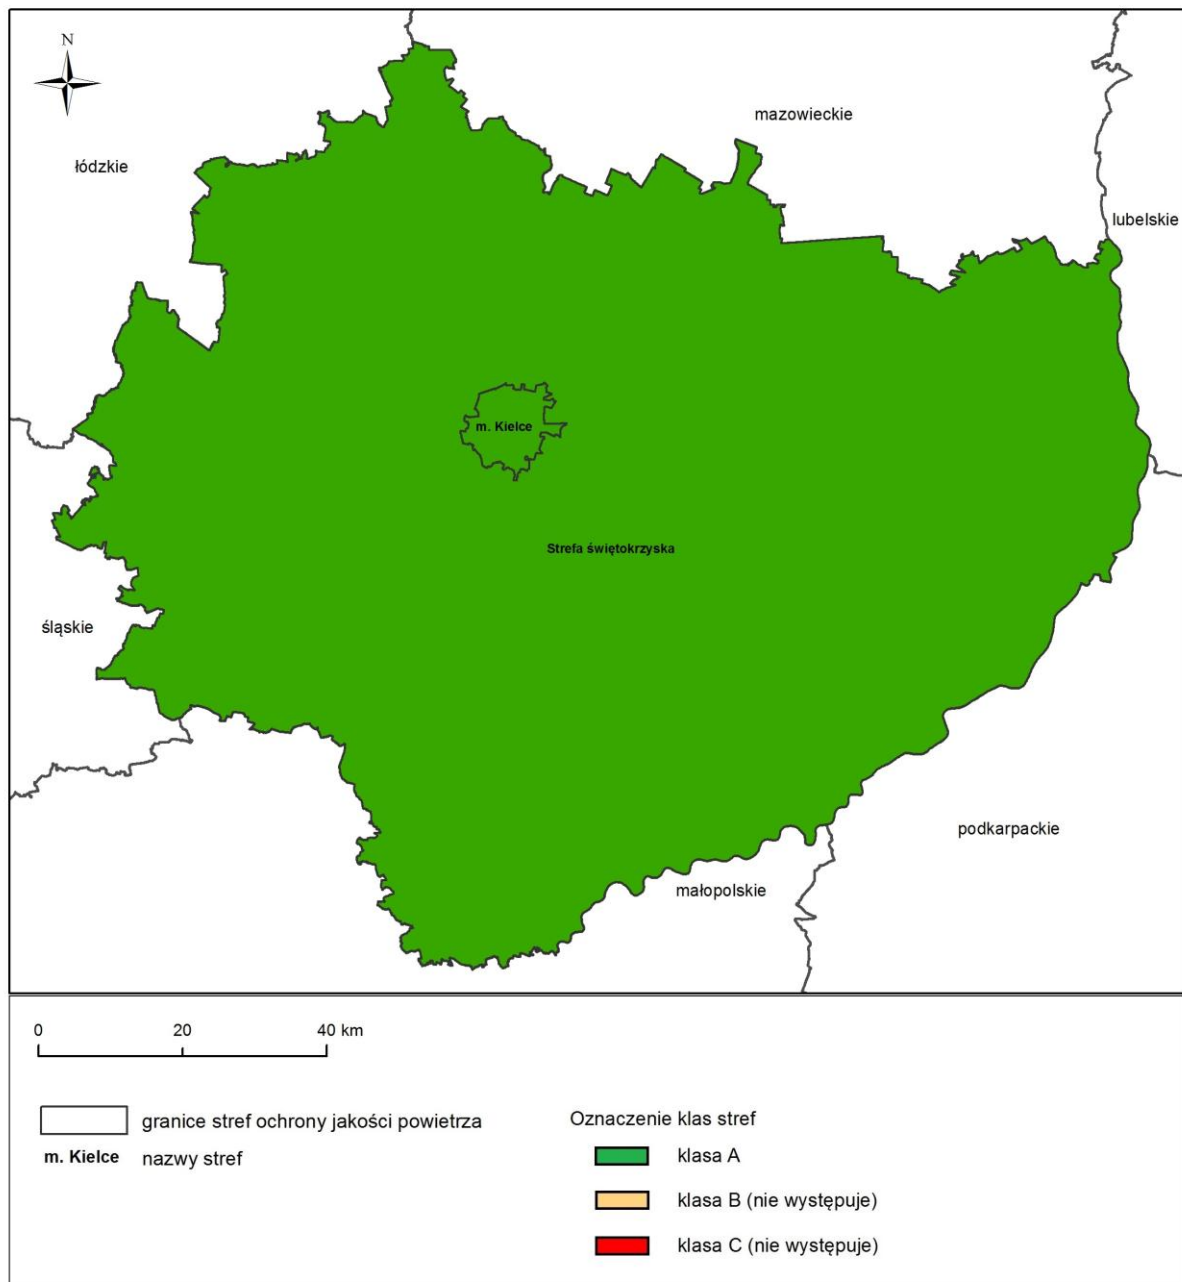 N
mazowieckie
łódzkie
lubelskie
m. Kielce
Strefa świętokrzyska
śląskie
podkarpackie
małopolskie
0 20 40 km
granice stref ochrony jakości powietrza
m. Kielce nazwy stref
Oznaczenie klas stref
klasa A
klasa B (nie występuje)
klasa C (nie występuje)